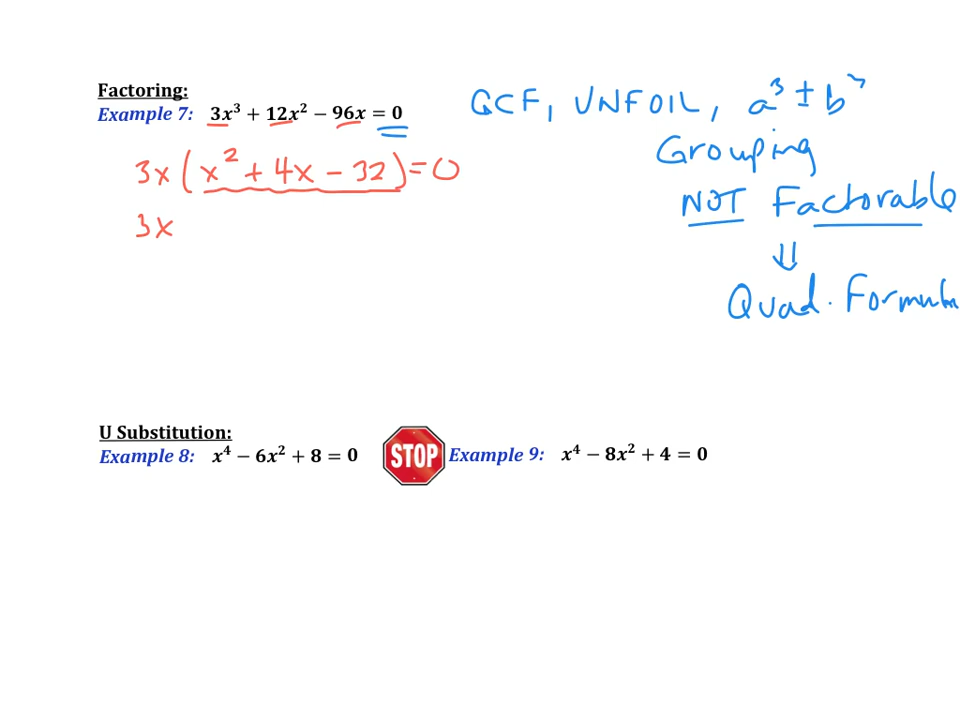 Factoring:
Example 7: 3x³ + 12x² − 96x = 0
GCF, UNFOIL, a³ ± b³
Grouping
3x (x² + 4x − 32) = 0
NOT Factorable
3x
⇓
Quad. Formula
U Substitution:
Example 8: x⁴ − 6x² + 8 = 0
STOP
Example 9: x⁴ − 8x² + 4 = 0